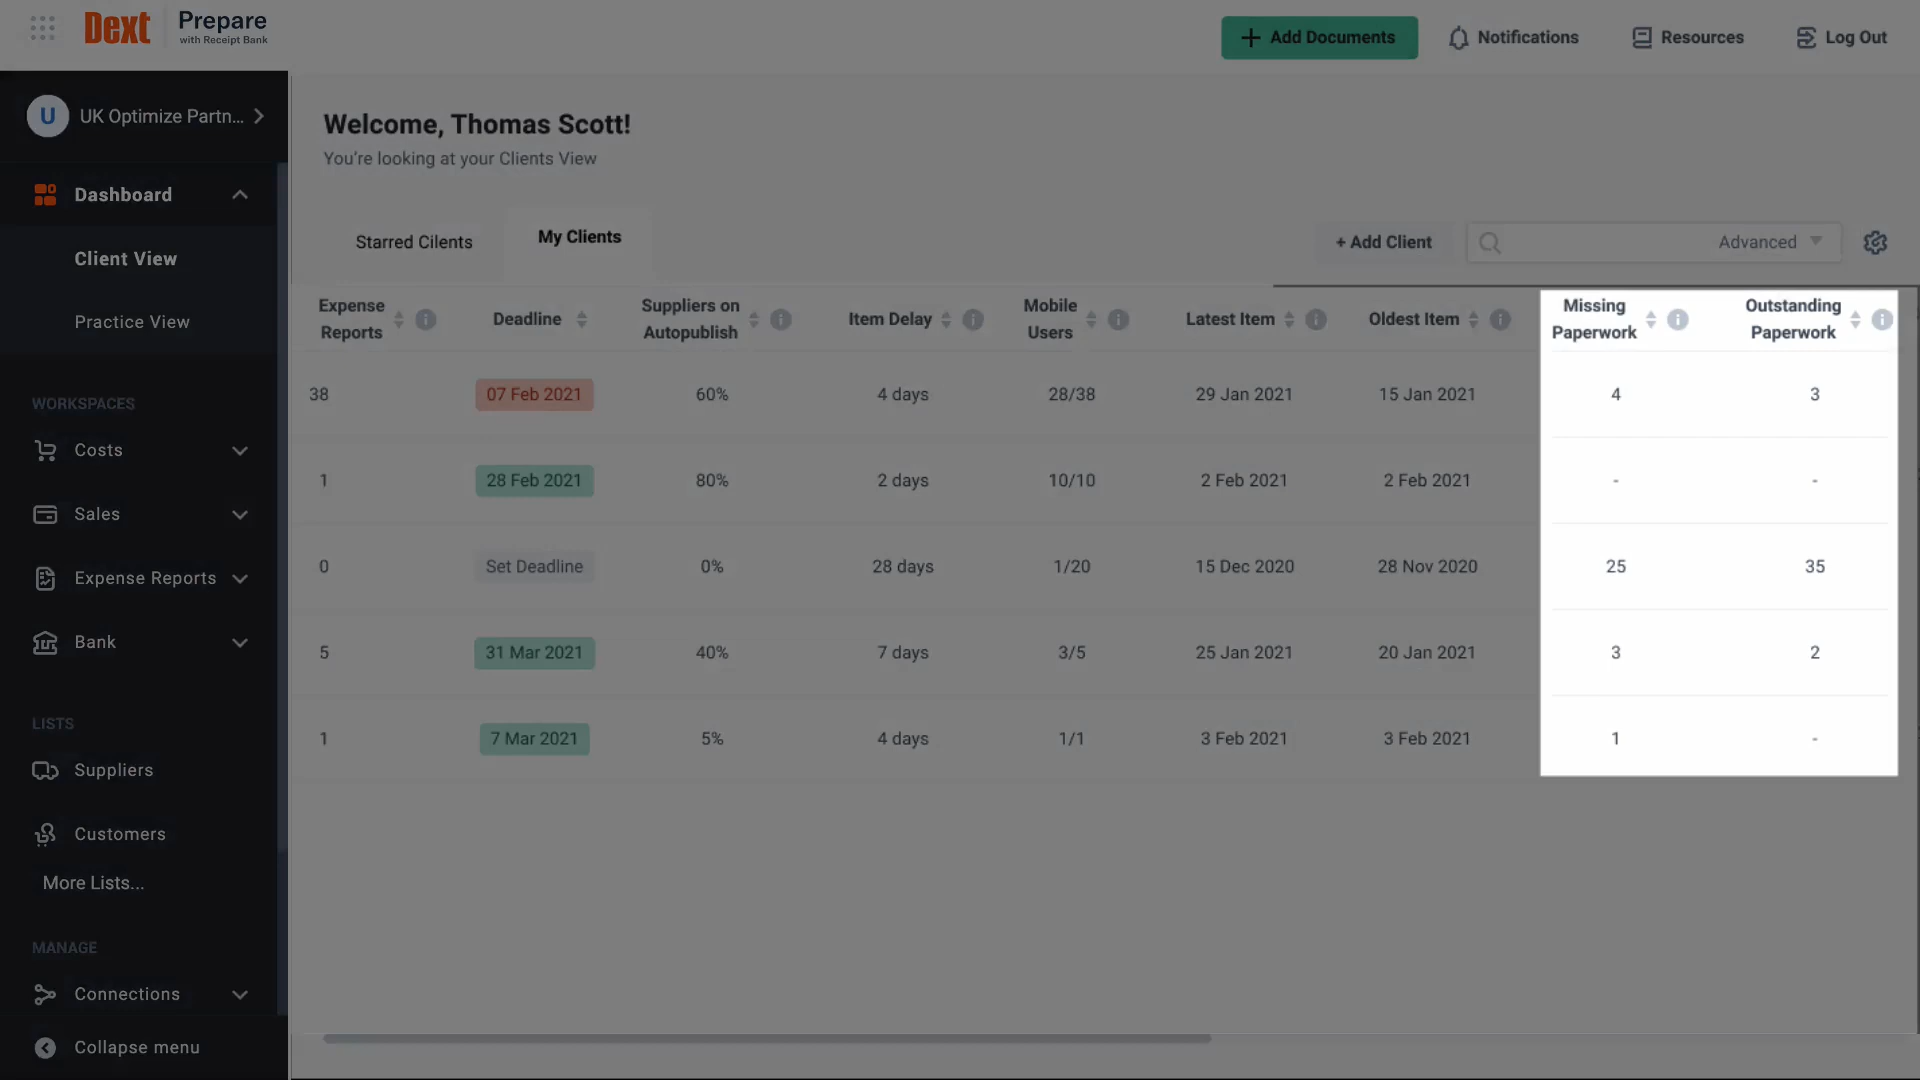 Dext
Prepare
with Receipt Bank
Add Documents
Notifications
Resources
Log Out
U
UK Optimize Partn...
Dashboard
Client View
Practice View
WORKSPACES
Costs
Sales
Expense Reports
Bank
LISTS
Suppliers
Customers
More Lists...
MANAGE
Connections
Collapse menu
Welcome, Thomas Scott!
You're looking at your Clients View
Starred Cilents
My Clients
+ Add Client
Advanced
Expense Reports
Deadline
Suppliers on Autopublish
Item Delay
Mobile Users
Latest Item
Oldest Item
Missing Paperwork
Outstanding Paperwork
38 07 Feb 2021 60% 4 days 28/38 29 Jan 2021 15 Jan 2021 4 3
1 28 Feb 2021 80% 2 days 10/10 2 Feb 2021 2 Feb 2021 - -
0 Set Deadline 0% 28 days 1/20 15 Dec 2020 28 Nov 2020 25 35
5 31 Mar 2021 40% 7 days 3/5 25 Jan 2021 20 Jan 2021 3 2
1 7 Mar 2021 5% 4 days 1/1 3 Feb 2021 3 Feb 2021 1 -